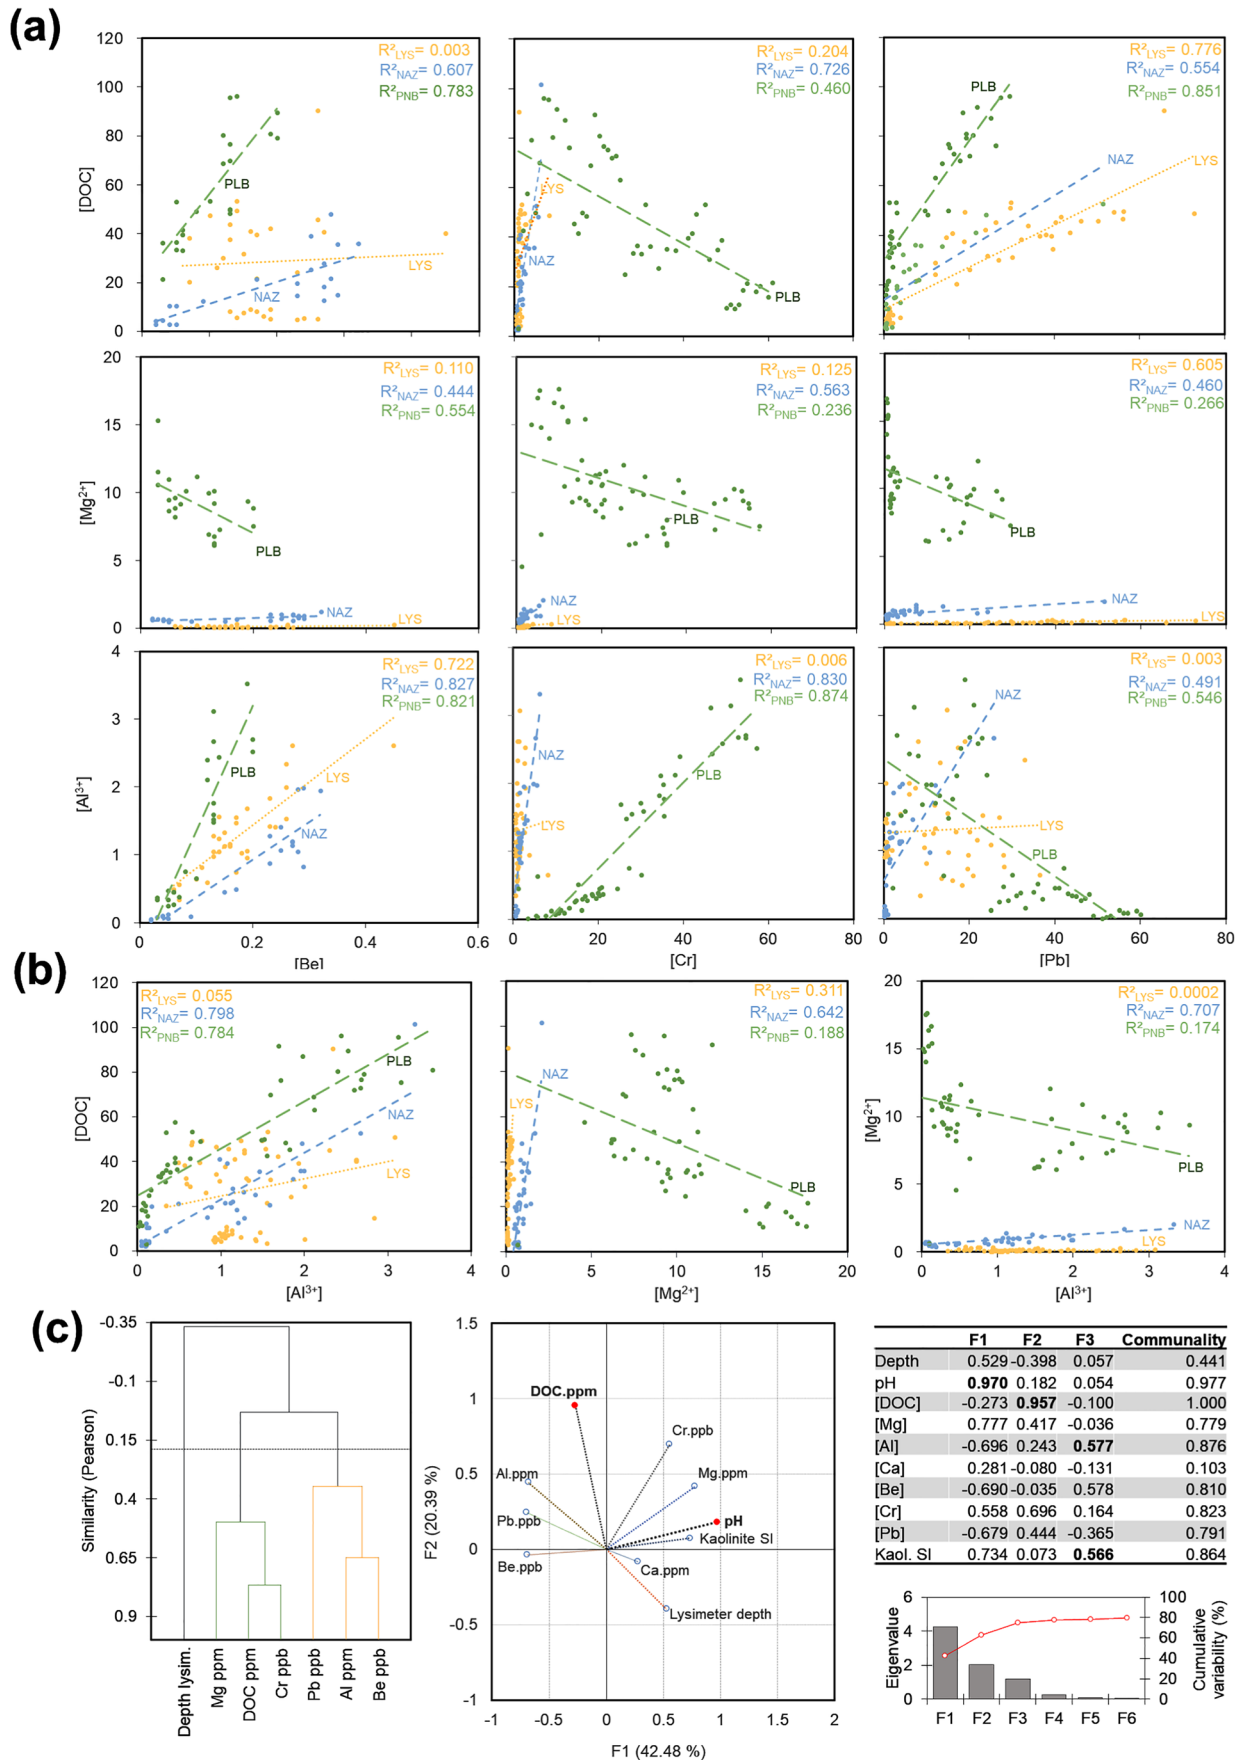 (a)
120
100
80
60
40
20
0
[DOC]
R²LYS= 0.003
R²NAZ= 0.607
R²PNB= 0.783
PLB
LYS
NAZ
R²LYS= 0.204
R²NAZ= 0.726
R²PNB= 0.460
LYS
NAZ
PLB
R²LYS= 0.776
R²NAZ= 0.554
R²PNB= 0.851
PLB
NAZ
LYS
20
15
10
5
0
[Mg²⁺]
R²LYS= 0.110
R²NAZ= 0.444
R²PNB= 0.554
PLB
NAZ
LYS
R²LYS= 0.125
R²NAZ= 0.563
R²PNB= 0.236
PLB
NAZ
LYS
R²LYS= 0.605
R²NAZ= 0.460
R²PNB= 0.266
PLB
NAZ
LYS
4
3
2
1
0
[Al³⁺]
R²LYS= 0.722
R²NAZ= 0.827
R²PNB= 0.821
PLB
LYS
NAZ
0 0.2 0.4 0.6
[Be]
R²LYS= 0.006
R²NAZ= 0.830
R²PNB= 0.874
NAZ
PLB
LYS
0 20 40 60 80
[Cr]
R²LYS= 0.003
R²NAZ= 0.491
R²PNB= 0.546
NAZ
LYS
PLB
0 20 40 60 80
[Pb]
(b)
120
100
80
60
40
20
0
[DOC]
R²LYS= 0.055
R²NAZ= 0.798
R²PNB= 0.784
PLB
NAZ
LYS
0 1 2 3 4
[Al³⁺]
R²LYS= 0.311
R²NAZ= 0.642
R²PNB= 0.188
NAZ
LYS
PLB
0 5 10 15 20
[Mg²⁺]
20
15
10
5
0
[Mg²⁺]
R²LYS= 0.0002
R²NAZ= 0.707
R²PNB= 0.174
PLB
NAZ
LYS
0 1 2 3 4
[Al³⁺]
(c)
-0.35
-0.1
0.15
0.4
0.65
0.9
Similarity (Pearson)
Depth lysim.
Mg ppm
DOC ppm
Cr ppb
Pb ppb
Al ppm
Be ppb
1.5
1
0.5
0
-0.5
-1
F2 (20.39 %)
DOC.ppm
Cr.ppb
Al.ppm
Mg.ppm
Pb.ppb
pH
Kaolinite SI
Be.ppb
Ca.ppm
Lysimeter depth
-1 -0.5 0 0.5 1 1.5 2
F1 (42.48 %)
F1 F2 F3 Communality
Depth 0.529 -0.398 0.057 0.441
pH 0.970 0.182 0.054 0.977
[DOC] -0.273 0.957 -0.100 1.000
[Mg] 0.777 0.417 -0.036 0.779
[Al] -0.696 0.243 0.577 0.876
[Ca] 0.281 -0.080 -0.131 0.103
[Be] -0.690 -0.035 0.578 0.810
[Cr] 0.558 0.696 0.164 0.823
[Pb] -0.679 0.444 -0.365 0.791
Kaol. SI 0.734 0.073 0.566 0.864
6
4
2
0
Eigenvalue
100
80
60
40
20
0
Cumulative
variability (%)
F1 F2 F3 F4 F5 F6